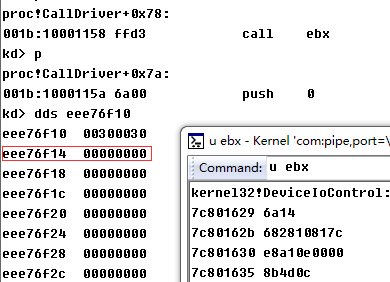 proc!CallDriver+0x78:
001b:10001158 ffd3 call ebx
kd> p
proc!CallDriver+0x7a:
001b:1000115a 6a00 push 0
kd> dds eee76f10
eee76f10 00300030
eee76f14 00000000
eee76f18 00000000
eee76f1c 00000000
eee76f20 00000000
eee76f24 00000000
eee76f28 00000000
eee76f2c 00000000
u ebx - Kernel 'com:pipe,port=\
Command: u ebx
kernel32!DeviceIoControl:
7c801629 6a14
7c80162b 682810817c
7c801630 e8a10e0000
7c801635 8b4d0c